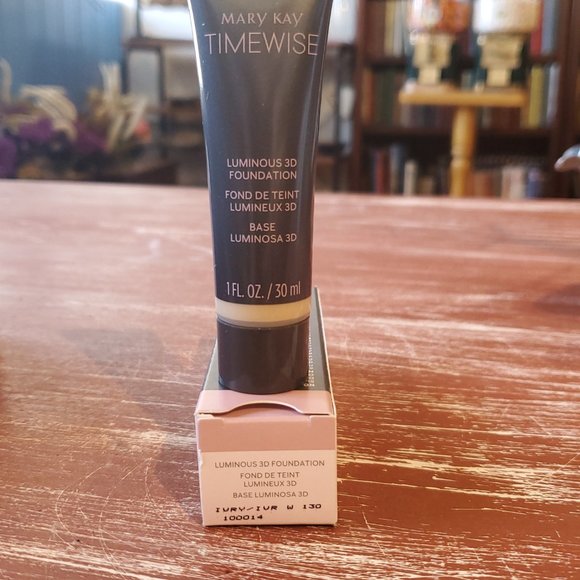 MARY KAY
TIMEWISE
LUMINOUS 3D
FOUNDATION
FOND DE TEINT
LUMINEUX 3D
BASE
LUMINOSA 3D
1 FL. OZ. / 30 ml
LUMINOUS 3D FOUNDATION
FOND DE TEINT
LUMINEUX 3D
BASE LUMINOSA 3D
IVRY/IVR W 130
100014